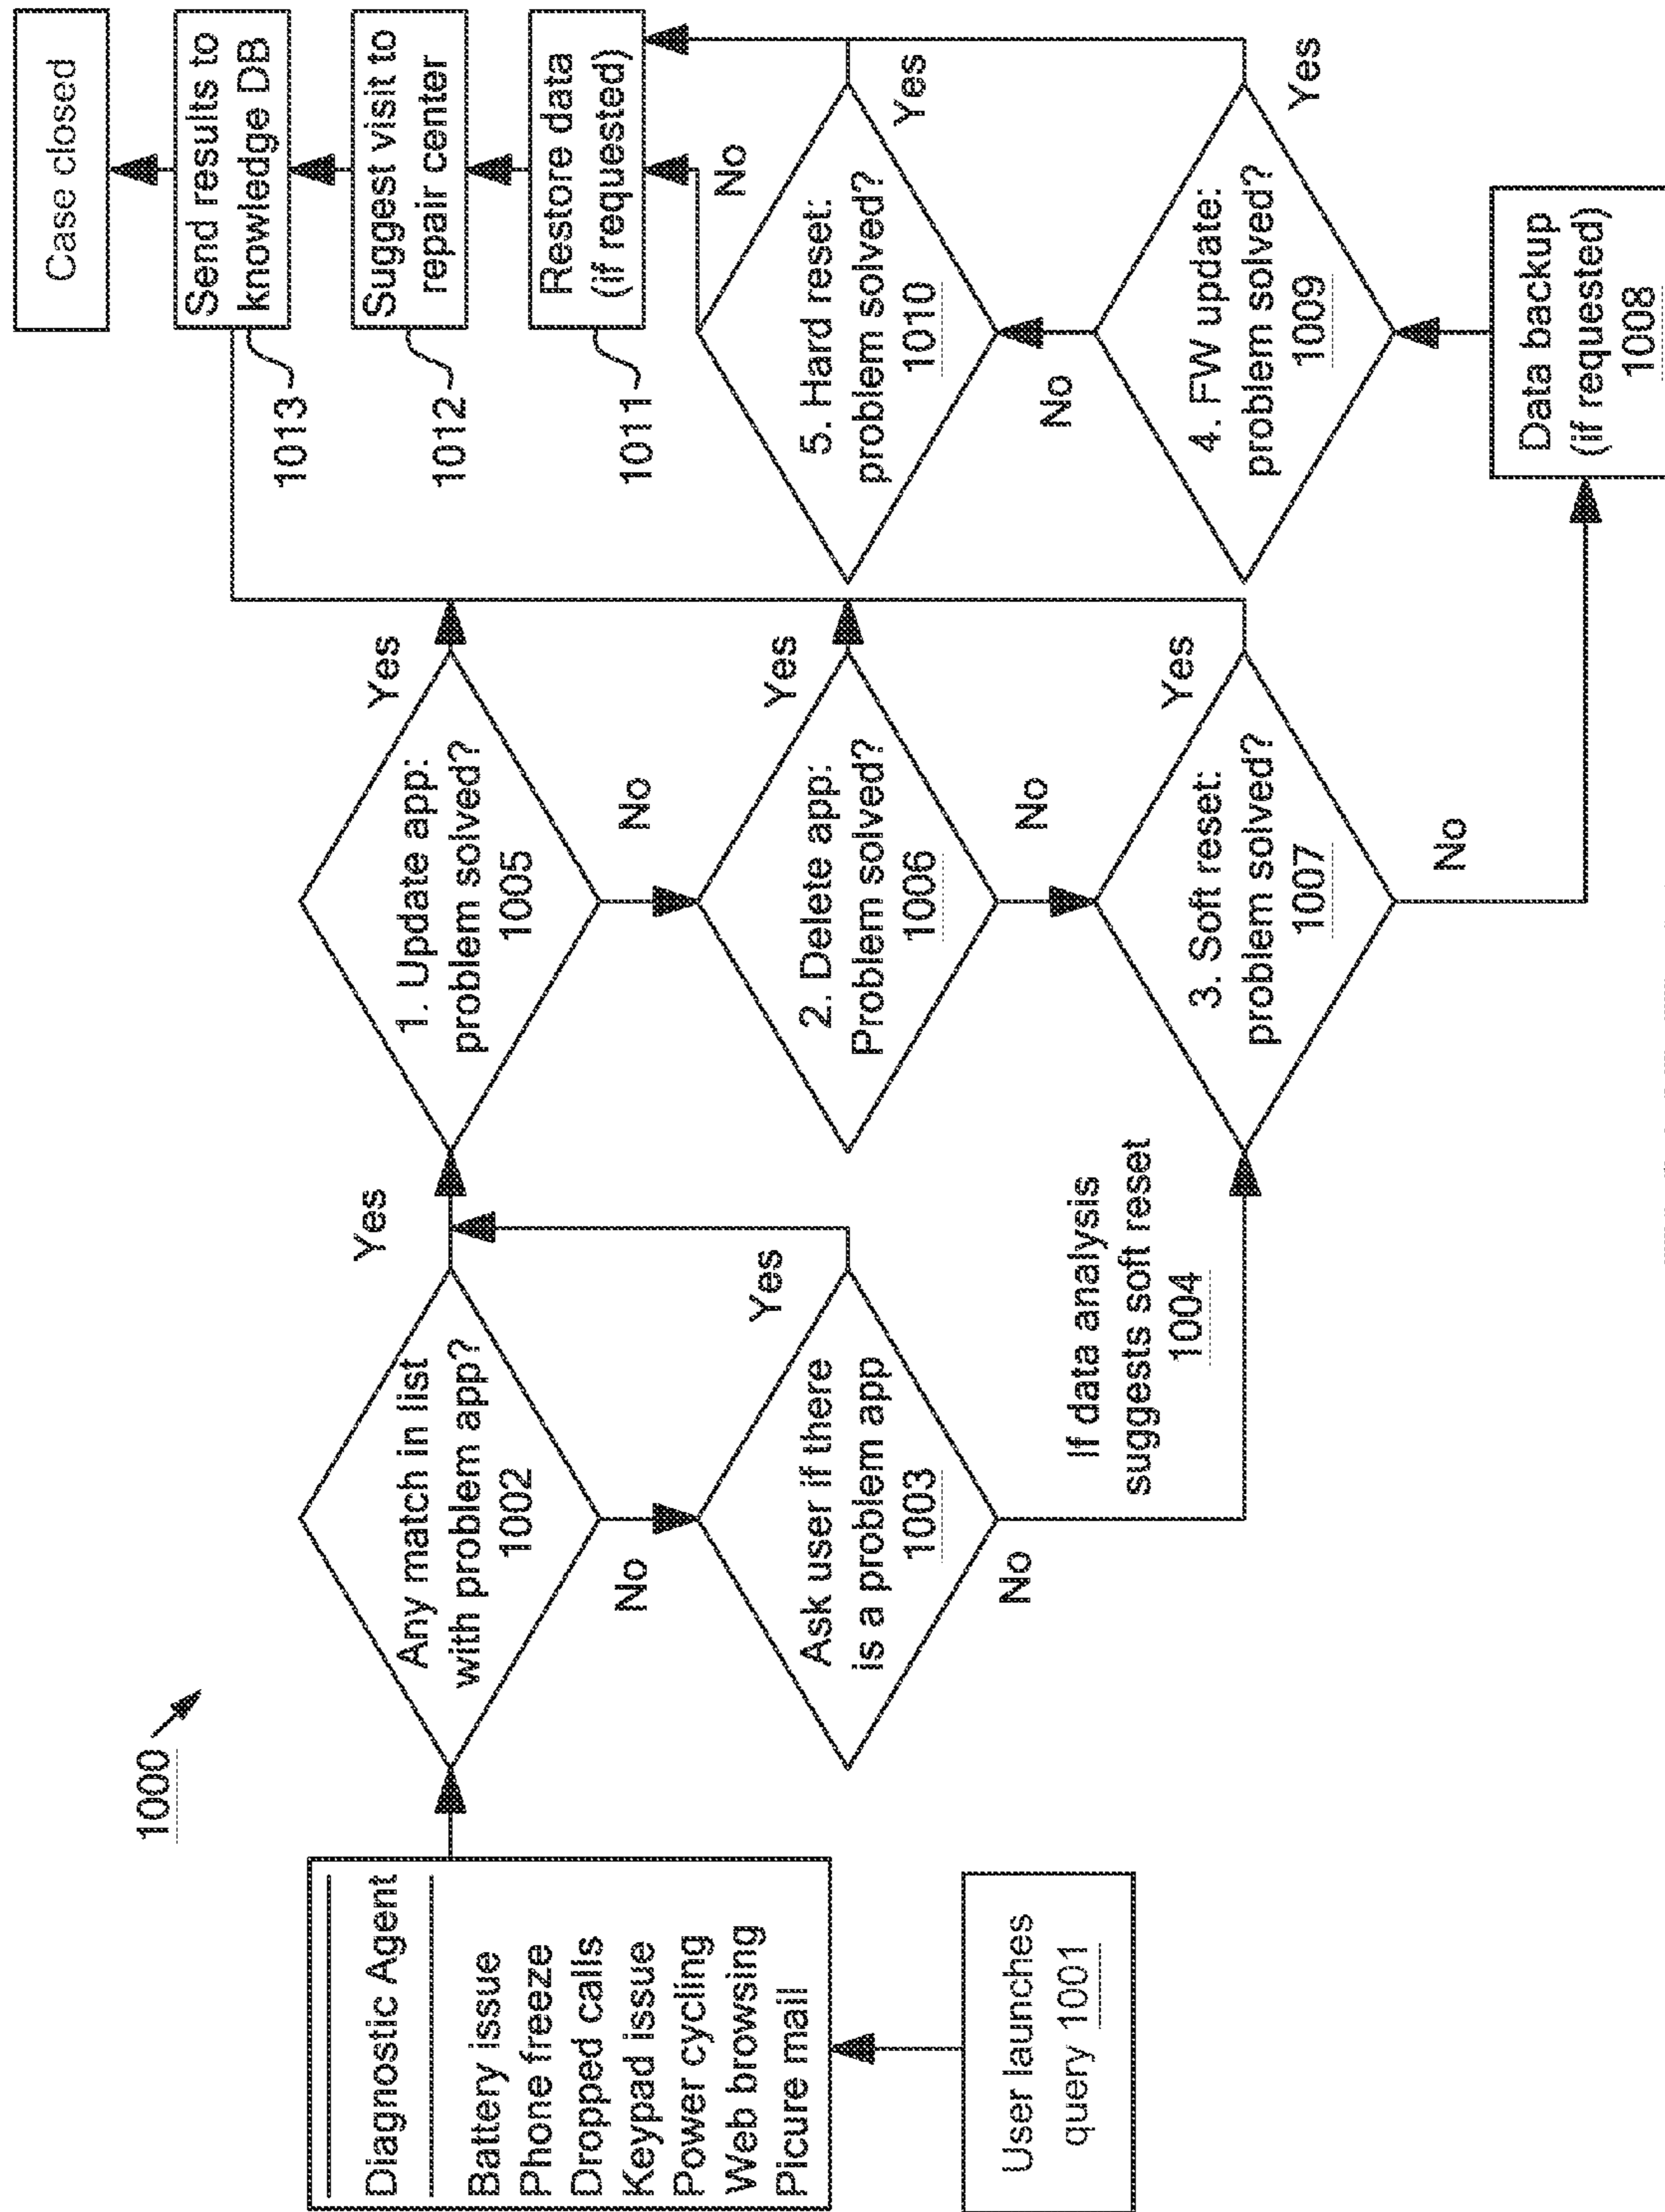 1000
Diagnostic Agent
Battery issue
Phone freeze
Dropped calls
Keypad issue
Power cycling
Web browsing
Picure mail
User launches
query 1001
Any match in list
with problem app?
1002
Yes
No
Ask user if there
is a problem app
1003
Yes
No
If data analysis
suggests soft reset
1004
1. Update app:
problem solved?
1005
Yes
No
2. Delete app:
Problem solved?
1006
Yes
No
3. Soft reset:
problem solved?
1007
Yes
No
Case closed
Send results to
knowledge DB
1013
Suggest visit to
repair center
1012
Restore data
(if requested)
1011
No
Yes
5. Hard reset:
problem solved?
1010
No
Yes
4. FW update:
problem solved?
1009
Data backup
(if requested)
1008